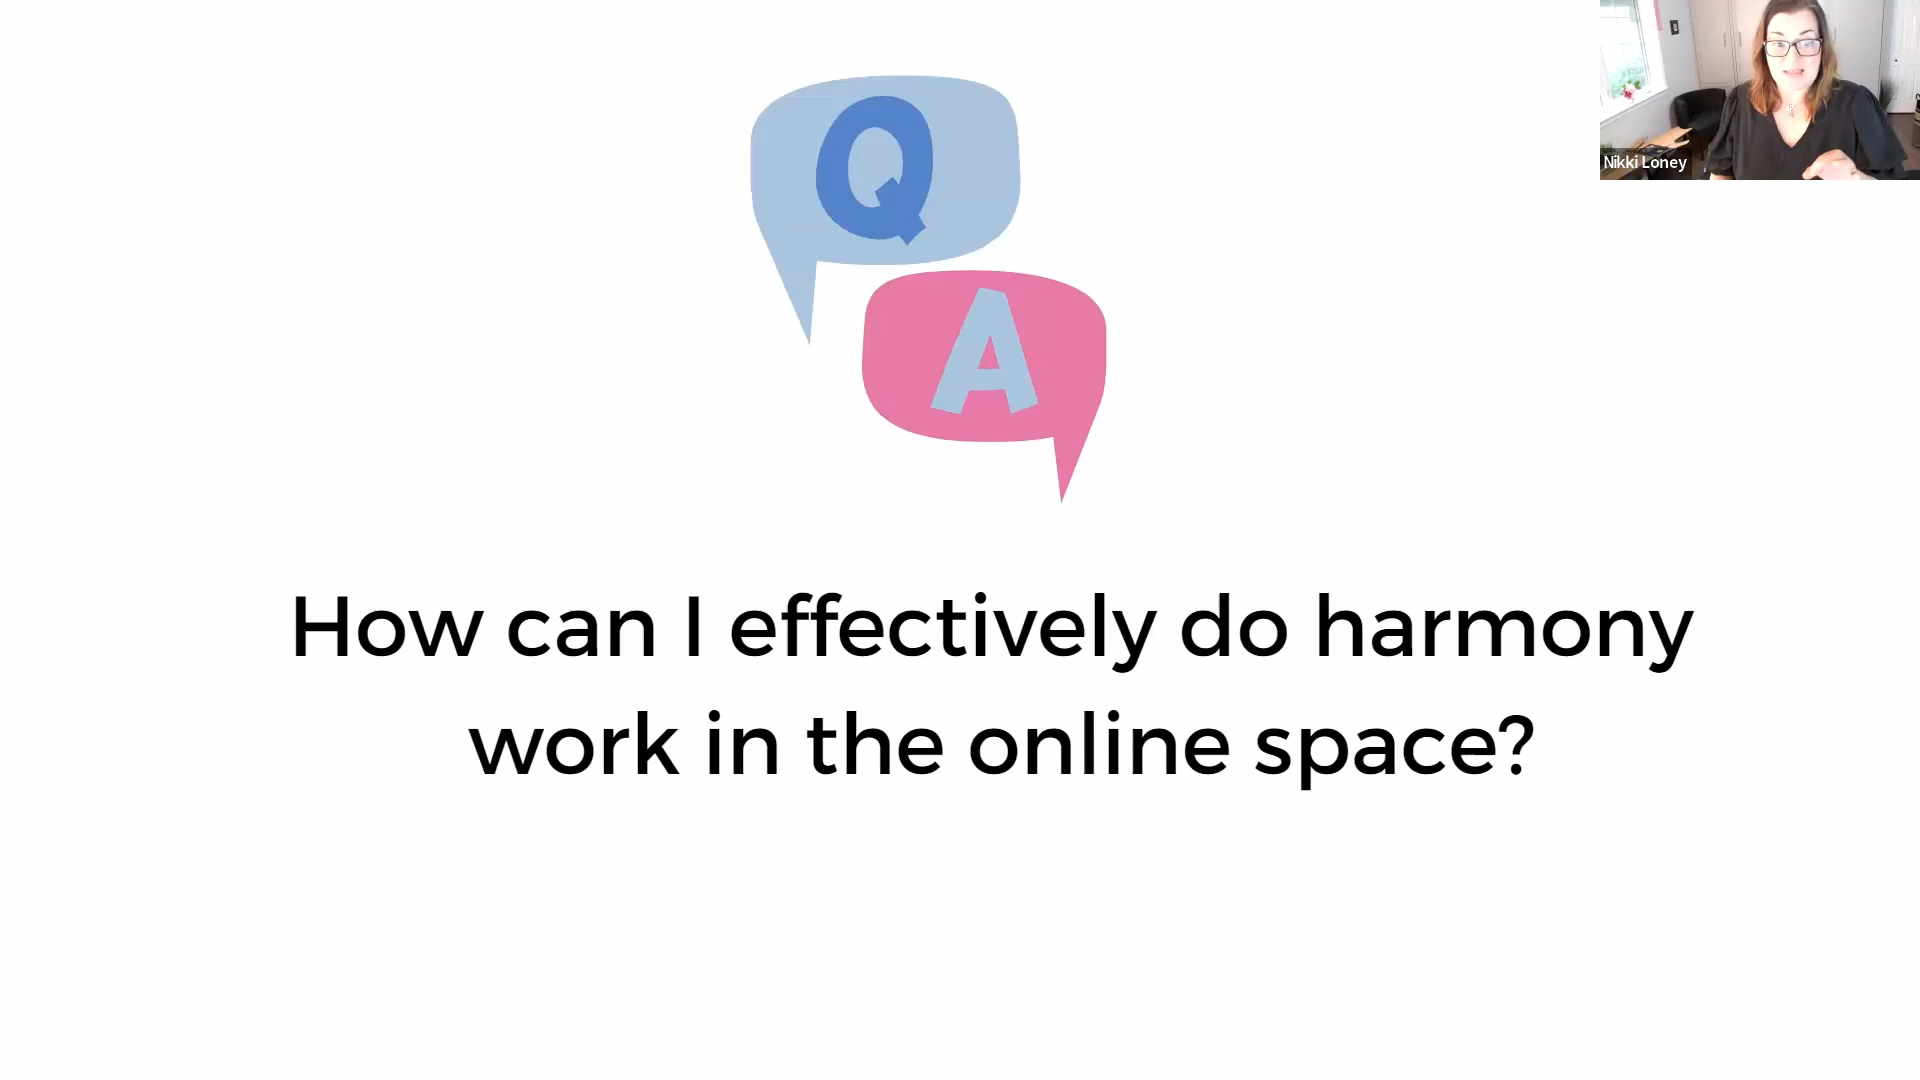 Q
A
Nikki Loney
How can I effectively do harmony
work in the online space?